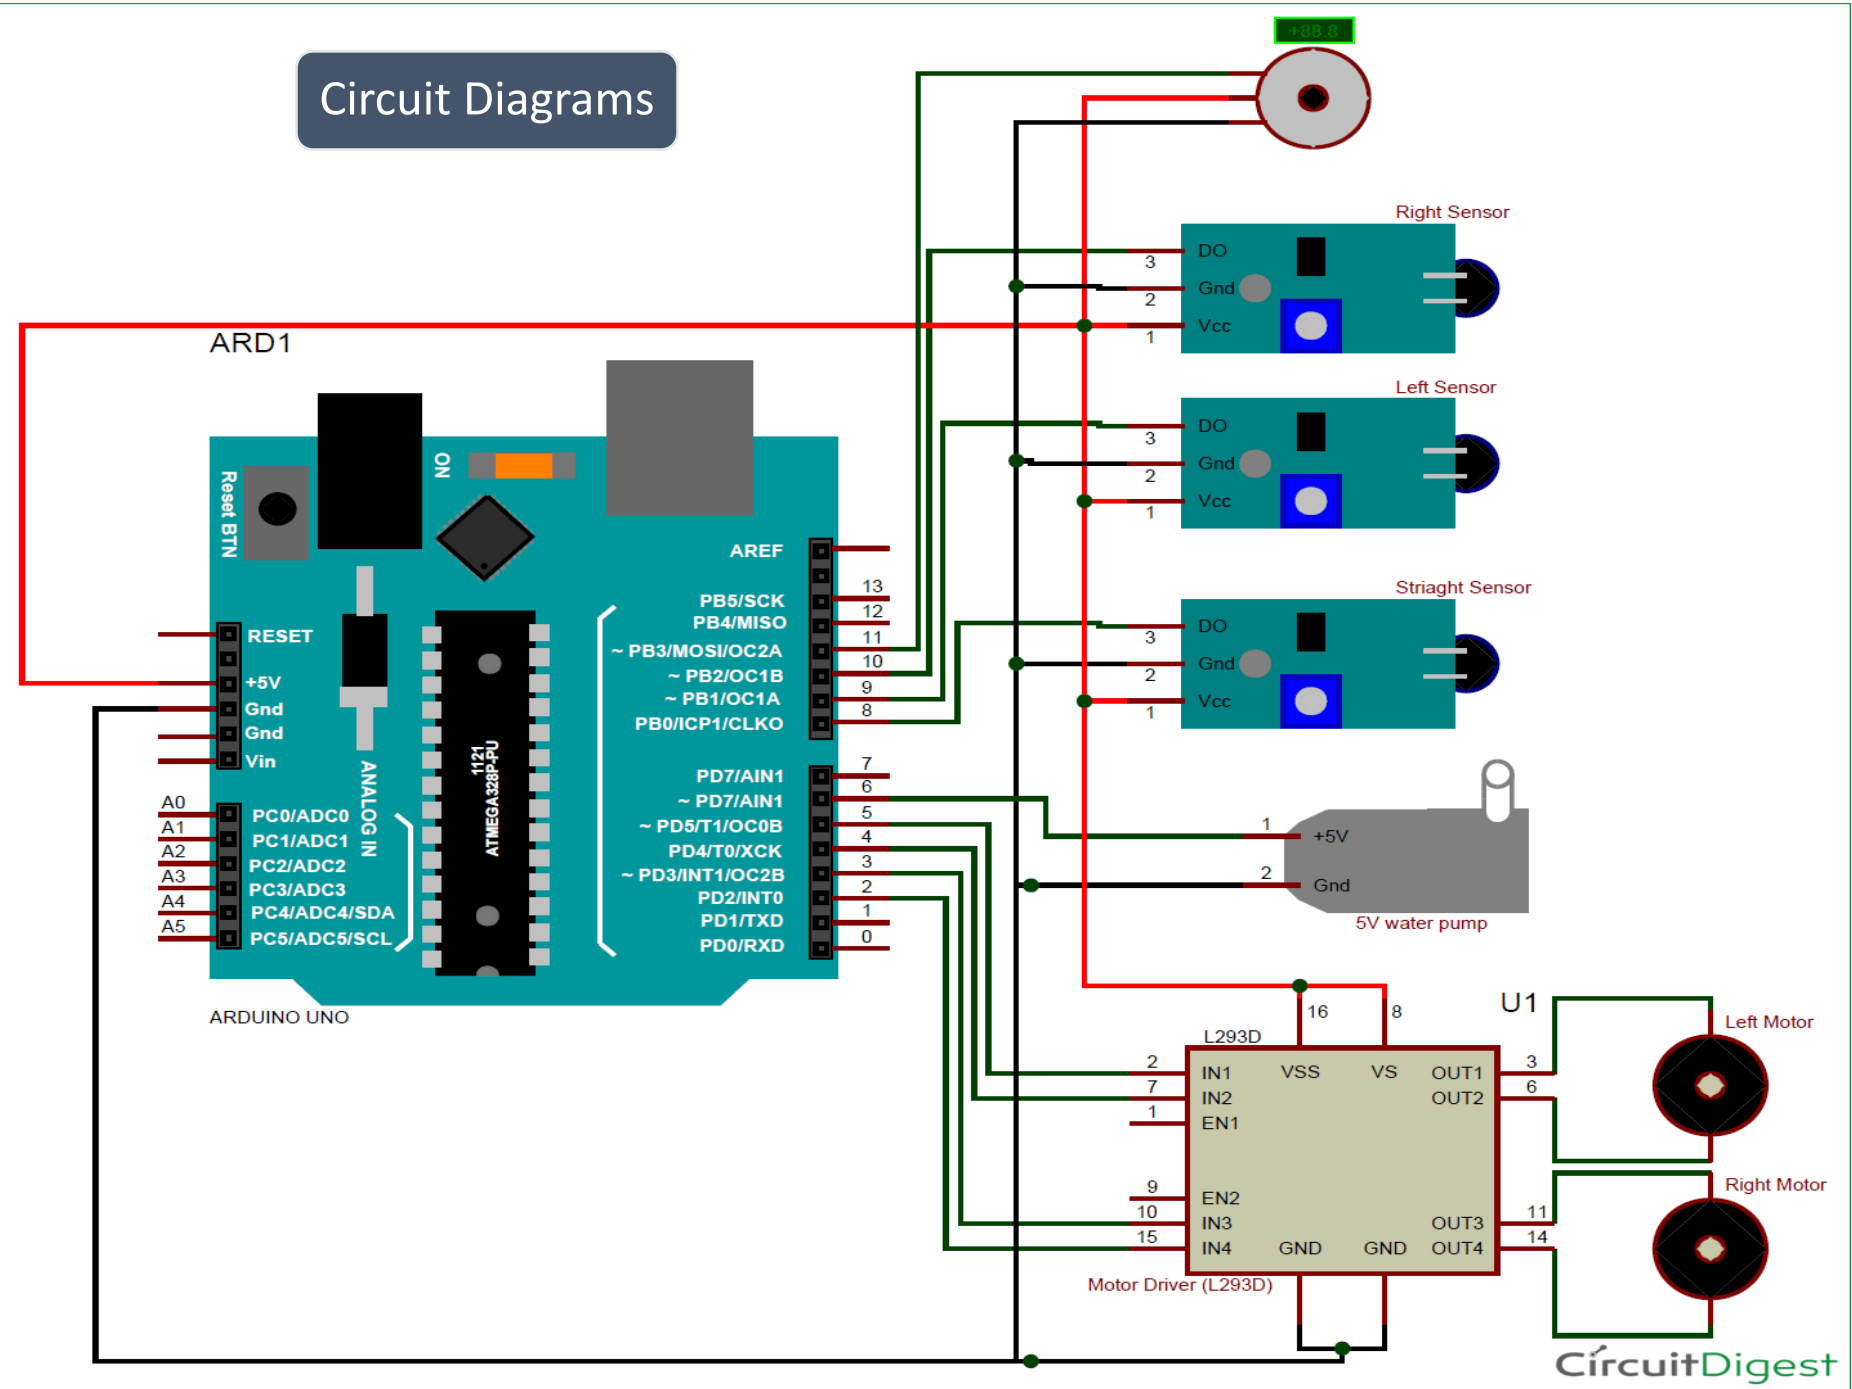 Circuit Diagrams
+88.8
Right Sensor
DO
3
Gnd
2
Vcc
1
Left Sensor
DO
3
Gnd
2
Vcc
1
Striaght Sensor
DO
3
Gnd
2
Vcc
1
ARD1
Reset BTN
ON
AREF
PB5/SCK 13
PB4/MISO 12
~ PB3/MOSI/OC2A 11
~ PB2/OC1B 10
~ PB1/OC1A 9
PB0/ICP1/CLKO 8
PD7/AIN1 7
~ PD7/AIN1 6
~ PD5/T1/OC0B 5
PD4/T0/XCK 4
~ PD3/INT1/OC2B 3
PD2/INT0 2
PD1/TXD 1
PD0/RXD 0
RESET
+5V
Gnd
Gnd
Vin
A0 PC0/ADC0
A1 PC1/ADC1
A2 PC2/ADC2
A3 PC3/ADC3
A4 PC4/ADC4/SDA
A5 PC5/ADC5/SCL
ANALOG IN
1121
ATMEGA328P-PU
ARDUINO UNO
1 +5V
2 Gnd
5V water pump
U1
L293D
16 8
VSS VS
2 IN1
7 IN2
1 EN1
9 EN2
10 IN3
15 IN4
GND GND
OUT1 3
OUT2 6
OUT3 11
OUT4 14
Motor Driver (L293D)
Left Motor
Right Motor
CircuitDigest